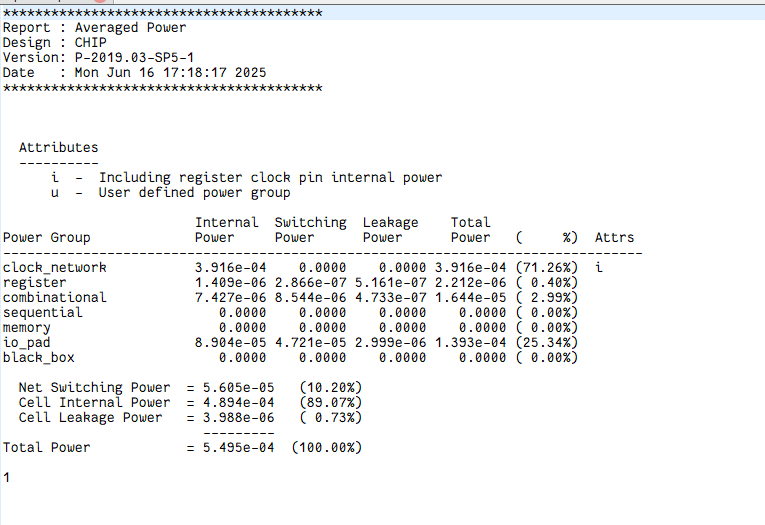 ****************************************
Report : Averaged Power
Design : CHIP
Version: P-2019.03-SP5-1
Date   : Mon Jun 16 17:18:17 2025
****************************************
  Attributes
  ----------
      i  -  Including register clock pin internal power
      u  -  User defined power group
                        Internal  Switching  Leakage    Total
Power Group             Power     Power      Power      Power   (     %)  Attrs
--------------------------------------------------------------------------------
clock_network           3.916e-04    0.0000    0.0000 3.916e-04 (71.26%)  i
register                1.409e-06 2.866e-07 5.161e-07 2.212e-06 ( 0.40%)
combinational           7.427e-06 8.544e-06 4.733e-07 1.644e-05 ( 2.99%)
sequential                 0.0000    0.0000    0.0000    0.0000 ( 0.00%)
memory                     0.0000    0.0000    0.0000    0.0000 ( 0.00%)
io_pad                  8.904e-05 4.721e-05 2.999e-06 1.393e-04 (25.34%)
black_box                  0.0000    0.0000    0.0000    0.0000 ( 0.00%)
  Net Switching Power  = 5.605e-05   (10.20%)
  Cell Internal Power  = 4.894e-04   (89.07%)
  Cell Leakage Power   = 3.988e-06   ( 0.73%)
                         ---------
Total Power            = 5.495e-04  (100.00%)
1